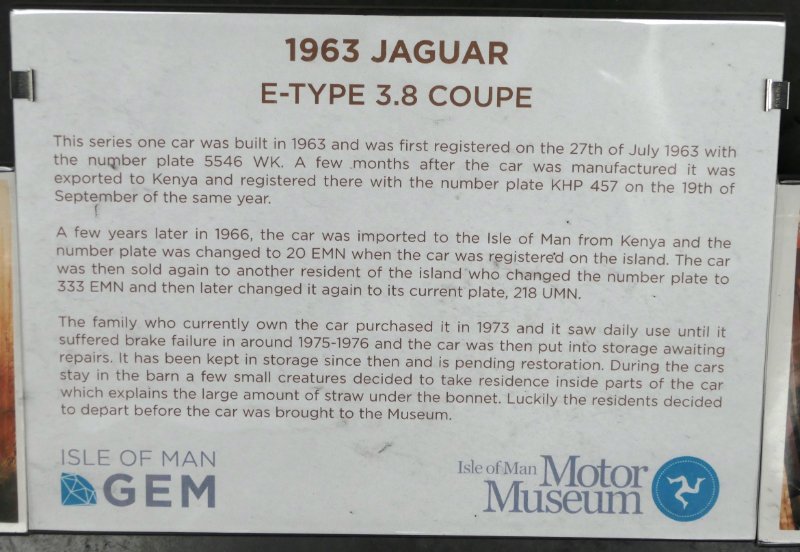 1963 JAGUAR
E-TYPE 3.8 COUPE
This series one car was built in 1963 and was first registered on the 27th of July 1963 with
the number plate 5546 WK. A few months after the car was manufactured it was
exported to Kenya and registered there with the number plate KHP 457 on the 19th of
September of the same year.
A few years later in 1966, the car was imported to the Isle of Man from Kenya and the
number plate was changed to 20 EMN when the car was registered on the island. The car
was then sold again to another resident of the island who changed the number plate to
333 EMN and then later changed it again to its current plate, 218 UMN.
The family who currently own the car purchased it in 1973 and it saw daily use until it
suffered brake failure in around 1975-1976 and the car was then put into storage awaiting
repairs. It has been kept in storage since then and is pending restoration. During the cars
stay in the barn a few small creatures decided to take residence inside parts of the car
which explains the large amount of straw under the bonnet. Luckily the residents decided
to depart before the car was brought to the Museum.
ISLE OF MAN
GEM
Isle of Man Motor
Museum